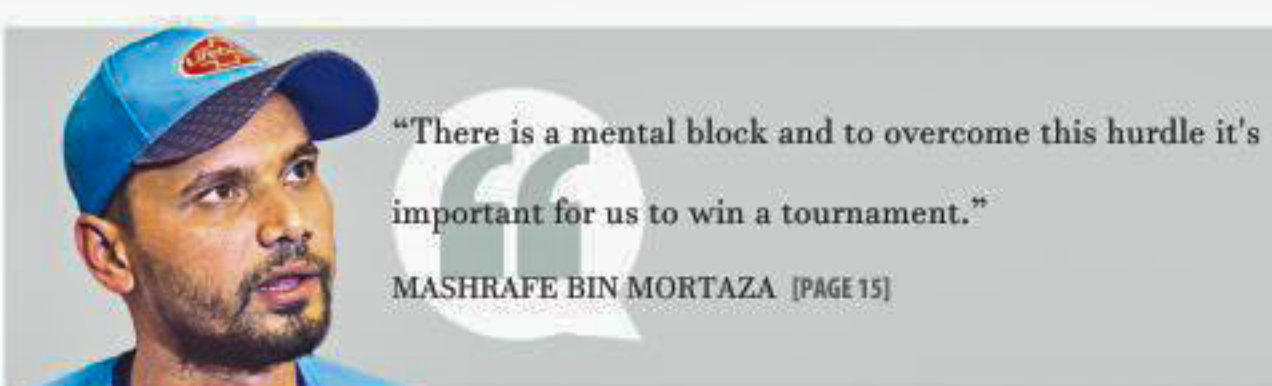 Lifebuoy
“There is a mental block and to overcome this hurdle it's
important for us to win a tournament.”
MASHRAFE BIN MORTAZA [PAGE 15]